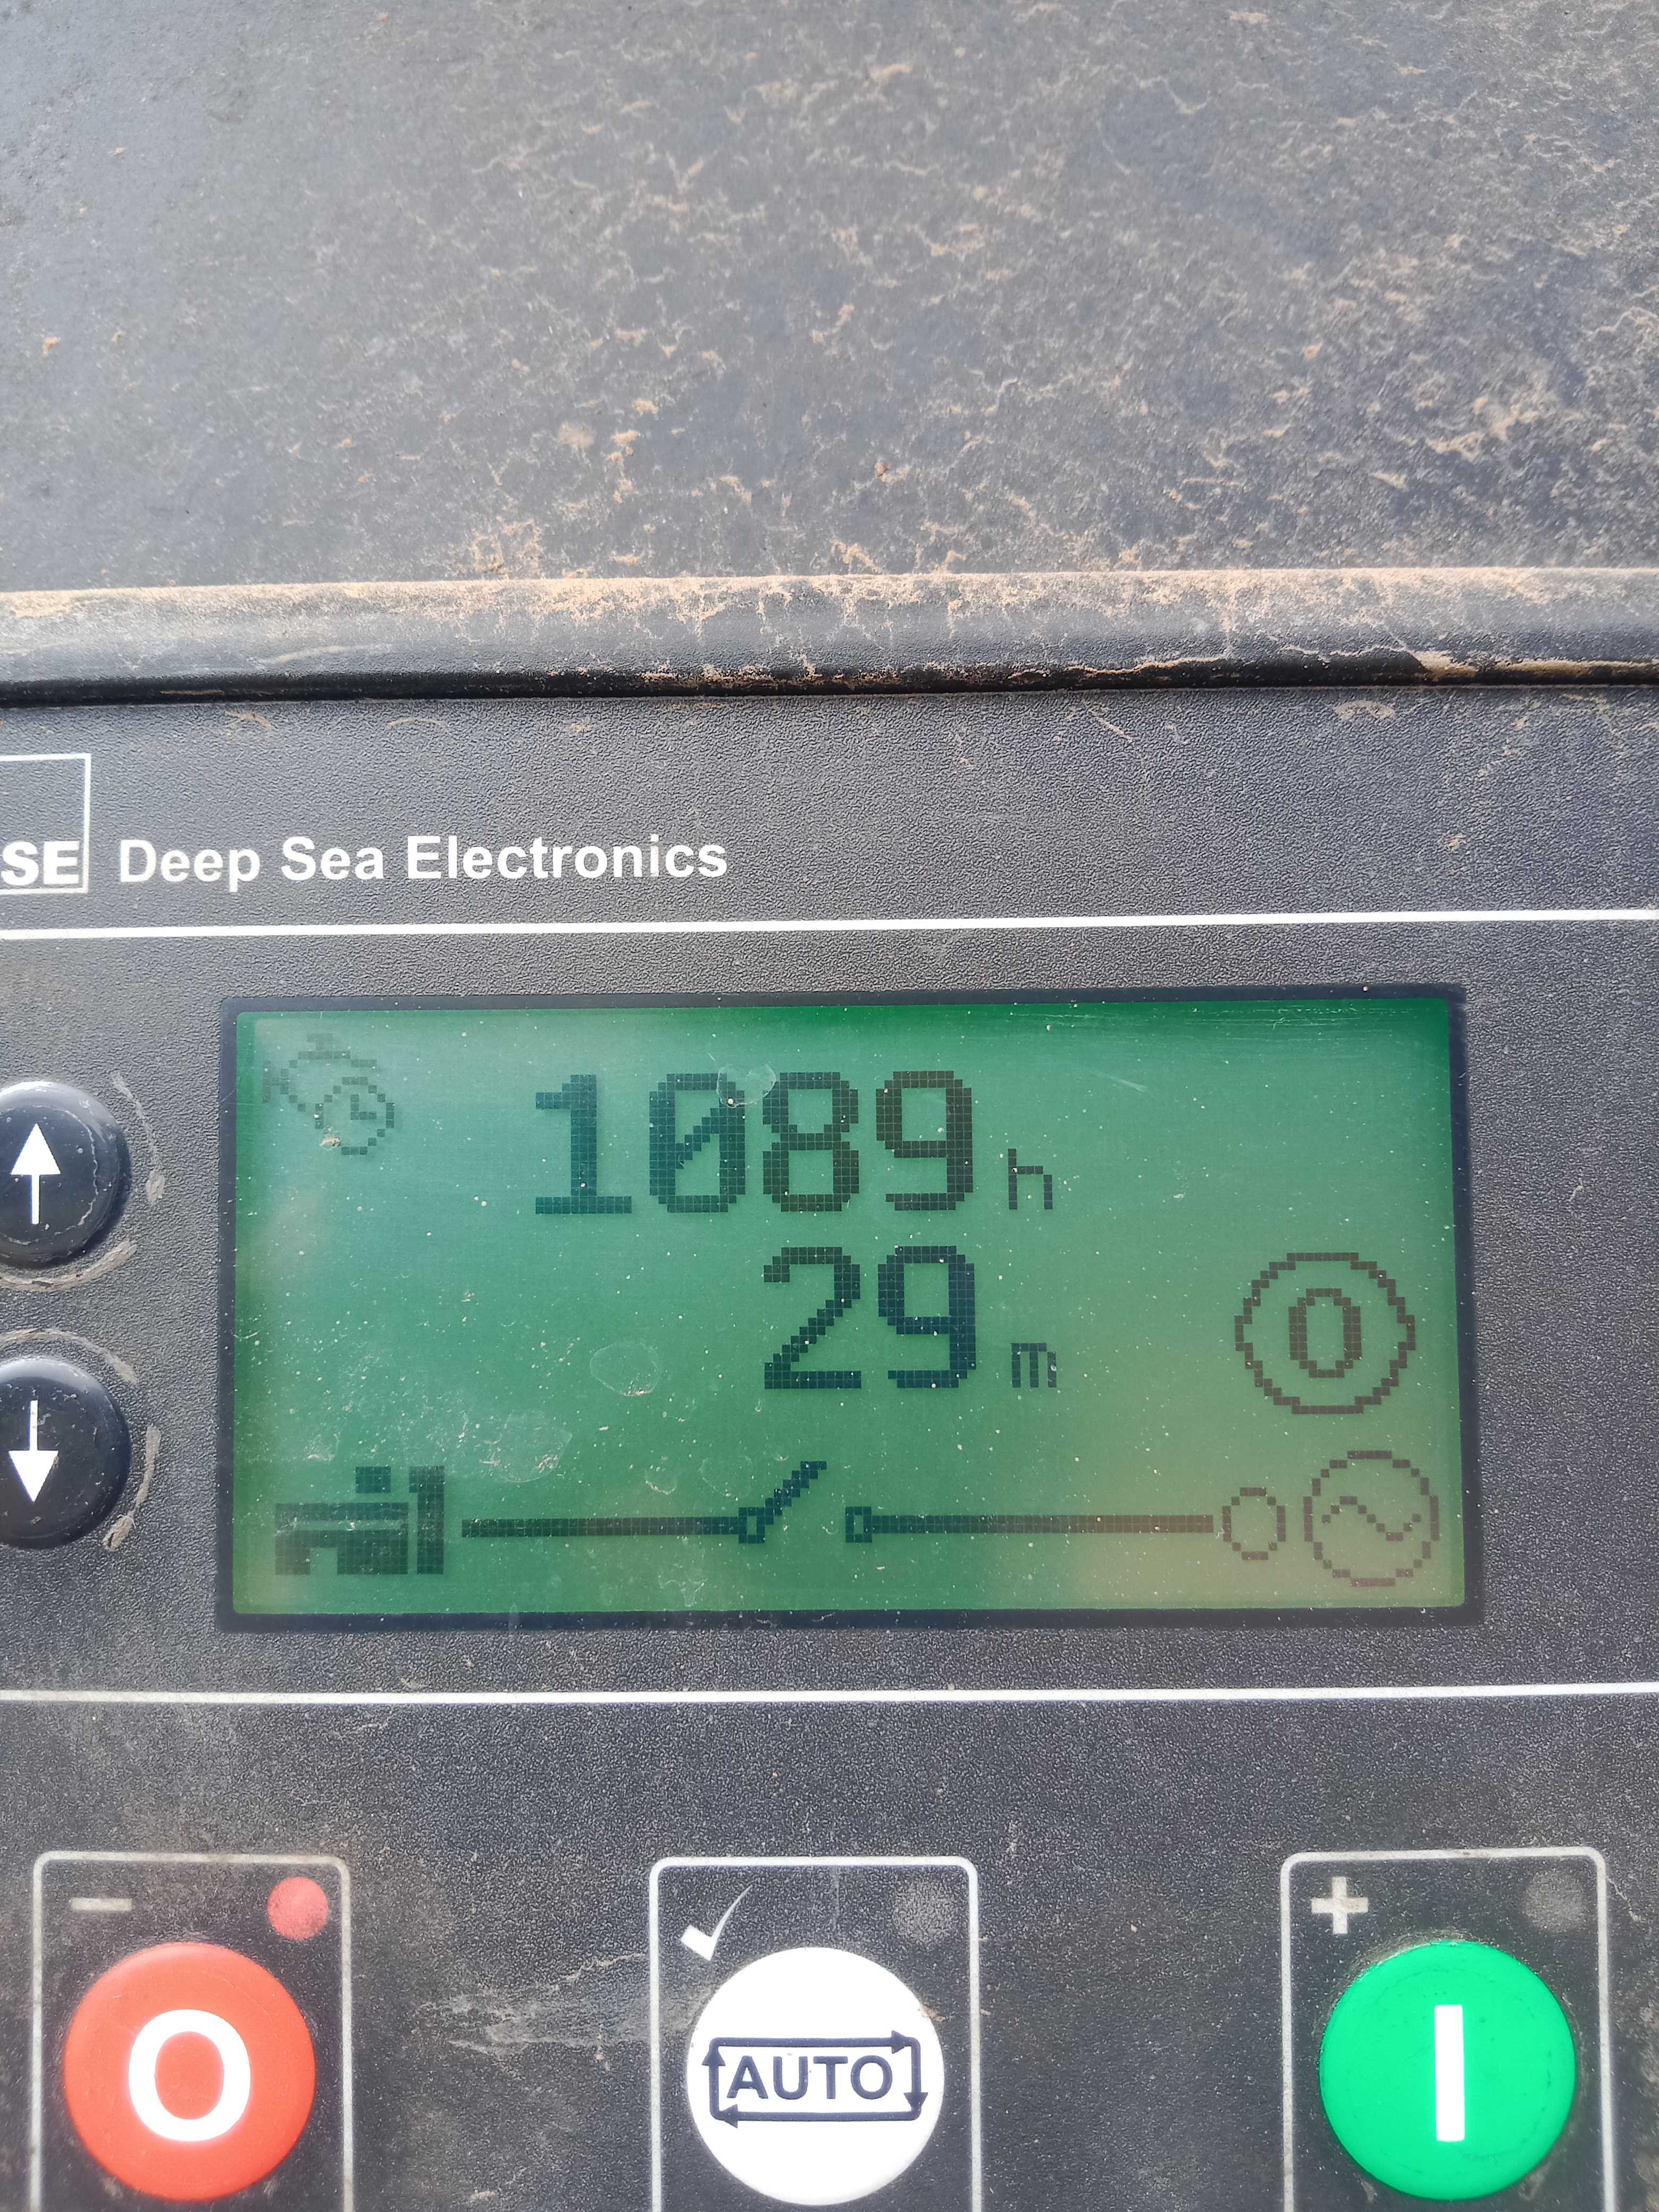 SE Deep Sea Electronics
1089 h
29 m
0
O
AUTO
I